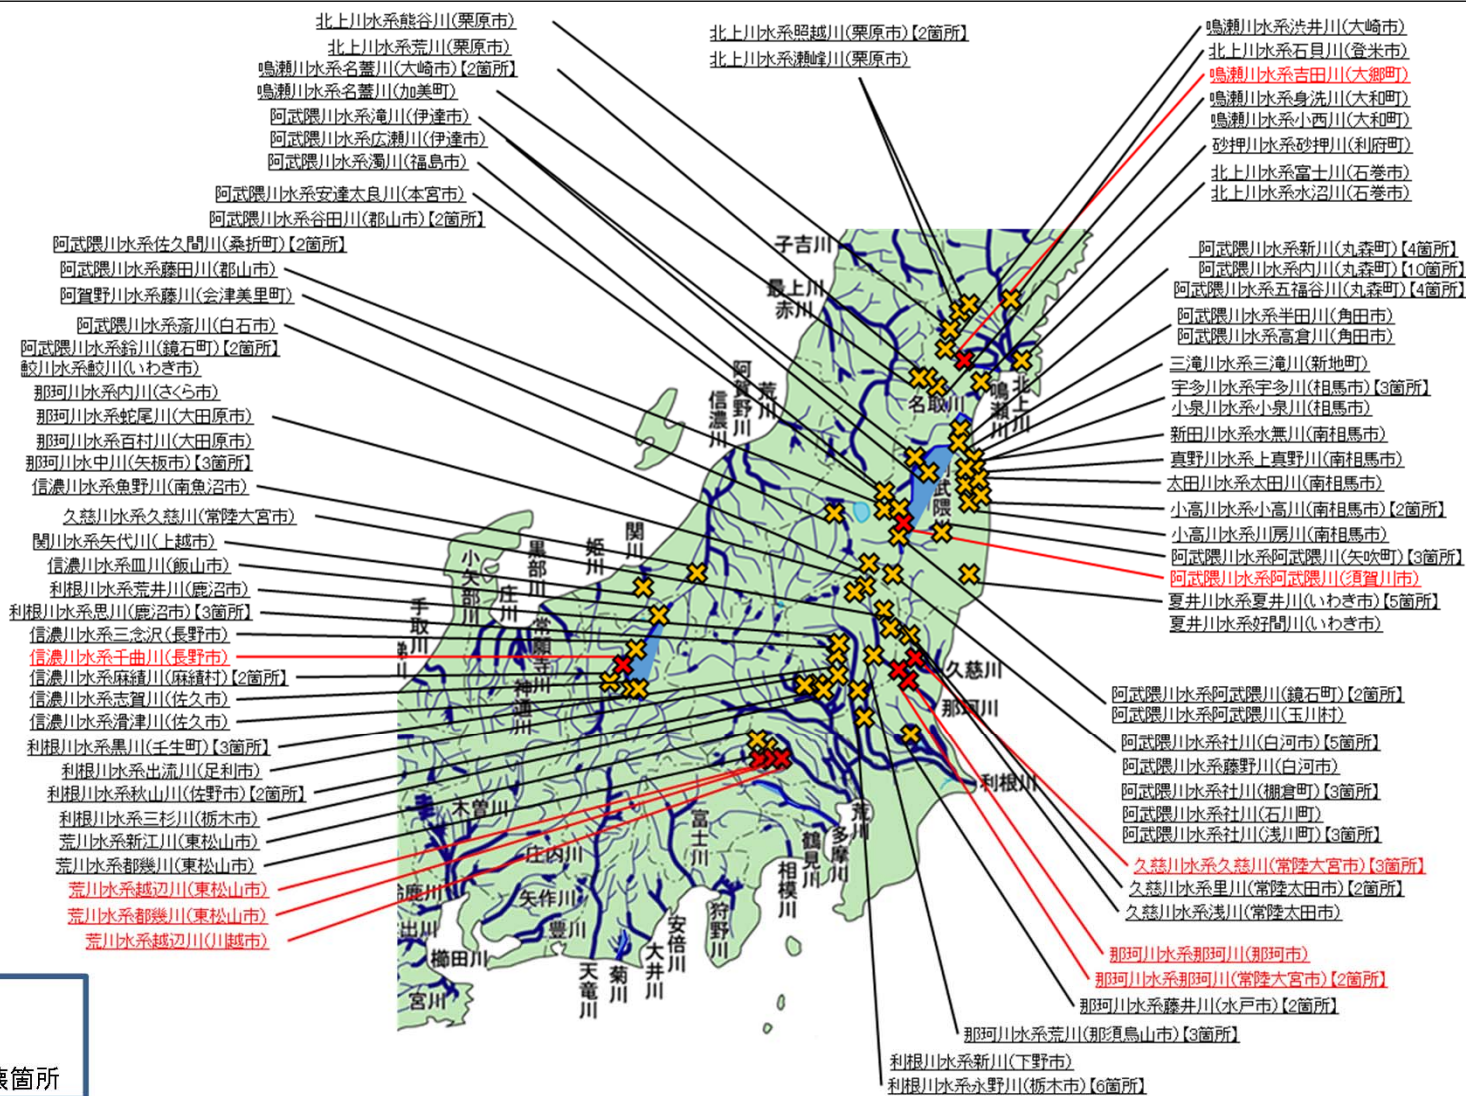 北上川水系熊谷川(栗原市)
北上川水系荒川(栗原市)
鳴瀬川水系名蓋川(大崎市)【2箇所】
鳴瀬川水系名蓋川(加美町)
阿武隈川水系滝川(伊達市)
阿武隈川水系広瀬川(伊達市)
阿武隈川水系濁川(福島市)
阿武隈川水系安達太良川(本宮市)
阿武隈川水系谷田川(郡山市)【2箇所】
阿武隈川水系佐久間川(桑折町)【2箇所】
阿武隈川水系藤田川(郡山市)
阿賀野川水系藤川(会津美里町)
阿武隈川水系斎川(白石市)
阿武隈川水系鈴川(鏡石町)【2箇所】
鮫川水系鮫川(いわき市)
那珂川水系内川(さくら市)
那珂川水系蛇尾川(大田原市)
那珂川水系百村川(大田原市)
那珂川水中川(矢板市)【3箇所】
信濃川水系魚野川(南魚沼市)
久慈川水系久慈川(常陸大宮市)
関川水系矢代川(上越市)
信濃川水系皿川(飯山市)
利根川水系荒井川(鹿沼市)
利根川水系思川(鹿沼市)【3箇所】
信濃川水系三念沢(長野市)
信濃川水系千曲川(長野市)
信濃川水系麻績川(麻績村)【2箇所】
信濃川水系志賀川(佐久市)
信濃川水系滑津川(佐久市)
利根川水系黒川(壬生町)【3箇所】
利根川水系出流川(足利市)
利根川水系秋山川(佐野市)【2箇所】
利根川水系三杉川(栃木市)
荒川水系新江川(東松山市)
荒川水系都幾川(東松山市)
荒川水系越辺川(東松山市)
荒川水系都幾川(東松山市)
荒川水系越辺川(川越市)
壊箇所
北上川水系照越川(栗原市)【2箇所】
北上川水系瀬峰川(栗原市)
鳴瀬川水系渋井川(大崎市)
北上川水系石貝川(登米市)
鳴瀬川水系吉田川(大郷町)
鳴瀬川水系身洗川(大和町)
鳴瀬川水系小西川(大和町)
砂押川水系砂押川(利府町)
北上川水系富士川(石巻市)
北上川水系水沼川(石巻市)
阿武隈川水系新川(丸森町)【4箇所】
阿武隈川水系内川(丸森町)【10箇所】
阿武隈川水系五福谷川(丸森町)【4箇所】
阿武隈川水系半田川(角田市)
阿武隈川水系高倉川(角田市)
三滝川水系三滝川(新地町)
宇多川水系宇多川(相馬市)【3箇所】
小泉川水系小泉川(相馬市)
新田川水系水無川(南相馬市)
真野川水系上真野川(南相馬市)
太田川水系太田川(南相馬市)
小高川水系小高川(南相馬市)【2箇所】
小高川水系川房川(南相馬市)
阿武隈川水系阿武隈川(矢吹町)【3箇所】
阿武隈川水系阿武隈川(須賀川市)
夏井川水系夏井川(いわき市)【5箇所】
夏井川水系好間川(いわき市)
阿武隈川水系阿武隈川(鏡石町)【2箇所】
阿武隈川水系阿武隈川(玉川村)
阿武隈川水系社川(白河市)【5箇所】
阿武隈川水系藤野川(白河市)
阿武隈川水系社川(棚倉町)【3箇所】
阿武隈川水系社川(石川町)
阿武隈川水系社川(浅川町)【3箇所】
久慈川水系久慈川(常陸大宮市)【3箇所】
久慈川水系里川(常陸太田市)【2箇所】
久慈川水系浅川(常陸太田市)
那珂川水系那珂川(那珂市)
那珂川水系那珂川(常陸大宮市)【2箇所】
那珂川水系藤井川(水戸市)【2箇所】
那珂川水系荒川(那須烏山市)【3箇所】
利根川水系新川(下野市)
利根川水系永野川(栃木市)【6箇所】
子吉川
最上川
赤川
荒川
阿賀野川
信濃川
名取川
鳴瀬川
北上川
武隈
関川
姫川
黒部川
小矢部川
庄川
手取川
常願寺川
神通川
久慈川
那珂川
利根川
荒川
多摩川
鶴見川
相模川
富士川
狩野川
安倍川
大井川
菊川
天竜川
木曽川
庄内川
矢作川
豊川
鹿川
出川
櫛田川
宮川